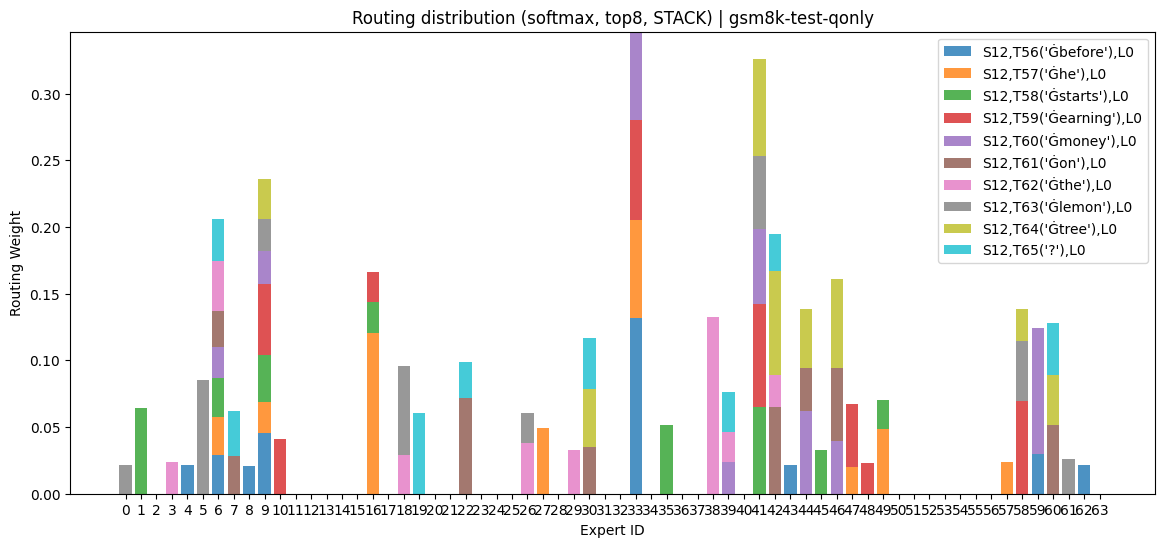 Routing distribution (softmax, top8, STACK) | gsm8k-test-qonly
S12,T56('Ġbefore'),L0
S12,T57('Ġhe'),L0
S12,T58('Ġstarts'),L0
S12,T59('Ġearning'),L0
S12,T60('Ġmoney'),L0
S12,T61('Ġon'),L0
S12,T62('Ġthe'),L0
S12,T63('Ġlemon'),L0
S12,T64('Ġtree'),L0
S12,T65('?'),L0
Routing Weight
0.30
0.25
0.20
0.15
0.10
0.05
0.00
0 1 2 3 4 5 6 7 8 9 10 11 12 13 14 15 16 17 18 19 20 21 22 23 24 25 26 27 28 29 30 31 32 33 34 35 36 37 38 39 40 41 42 43 44 45 46 47 48 49 50 51 52 53 54 55 56 57 58 59 60 61 62 63
Expert ID